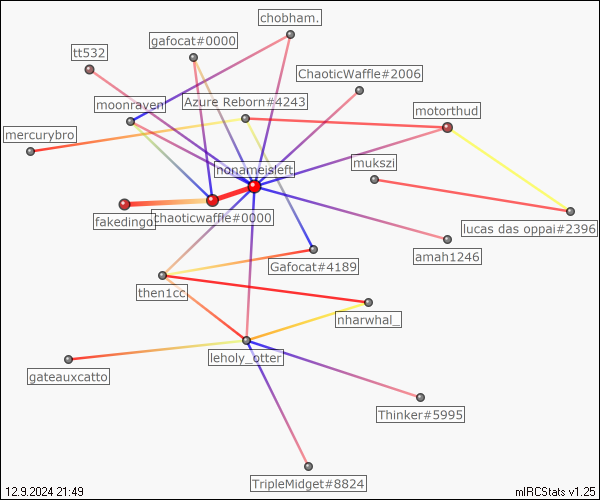 chobham.
gafocat#0000
tt532
ChaoticWaffle#2006
moonraven
Azure Reborn#4243
motorthud
mercurybro
mukszi
nonameisleft
fakedingo
chaoticwaffle#0000
lucas das oppai#2396
amah1246
Gafocat#4189
then1cc
nharwhal_
leholy_otter
gateauxcatto
Thinker#5995
TripleMidget#8824
12.9.2024 21:49
mIRCStats v1.25